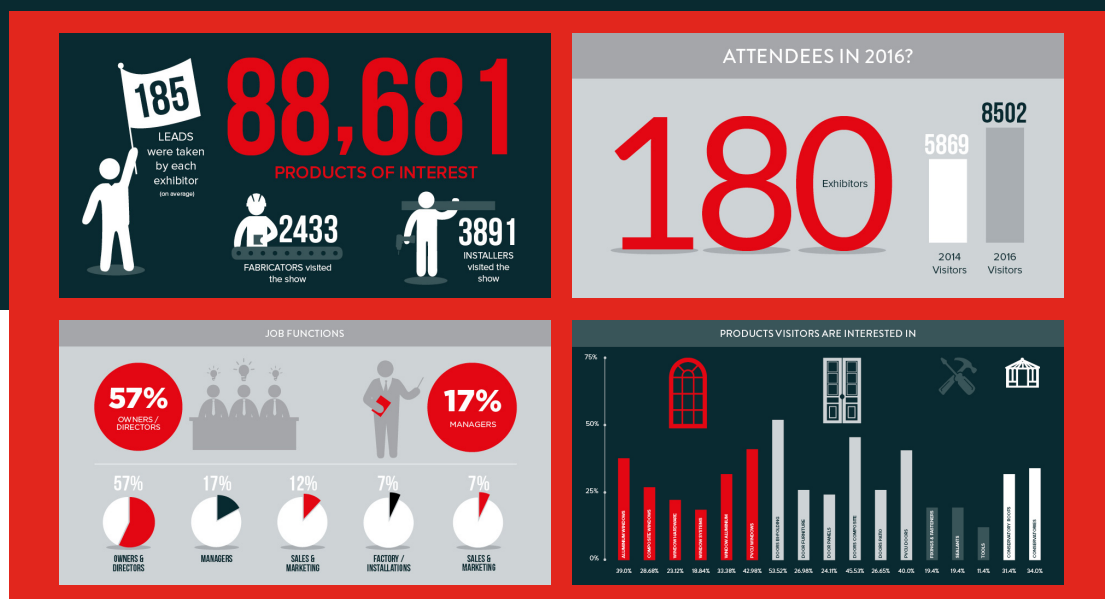 185
LEADS
were taken
by each
exhibitor
(on average)
88,681
PRODUCTS OF INTEREST
2433
FABRICATORS visited
the show
3891
INSTALLERS
visited the
show
ATTENDEES IN 2016?
180
Exhibitors
5869
8502
2014
Visitors
2016
Visitors
JOB FUNCTIONS
57%
OWNERS /
DIRECTORS
17%
MANAGERS
57%
17%
12%
7%
7%
OWNERS &
DIRECTORS
MANAGERS
SALES &
MARKETING
FACTORY /
INSTALLATIONS
SALES &
MARKETING
PRODUCTS VISITORS ARE INTERESTED IN
75%
50%
25%
0%
ALUMINIUM WINDOWS
COMPOSITE WINDOWS
WINDOW HARDWARE
WINDOW SYSTEMS
WINDOW ALUMINIUM
PVCU WINDOWS
DOORS BI FOLDING
DOOR FURNITURE
DOOR PANELS
DOORS COMPOSITE
DOORS PATIO
PVCU DOORS
FIXINGS & FASTENERS
SEALANTS
TOOLS
CONSERVATORY ROOFS
CONSERVATORIES
39.0% 28.68% 23.12% 18.84% 33.38% 42.98% 53.52% 26.98% 24.11% 45.53% 26.65% 40.0% 19.4% 19.4% 11.4% 31.4% 34.0%